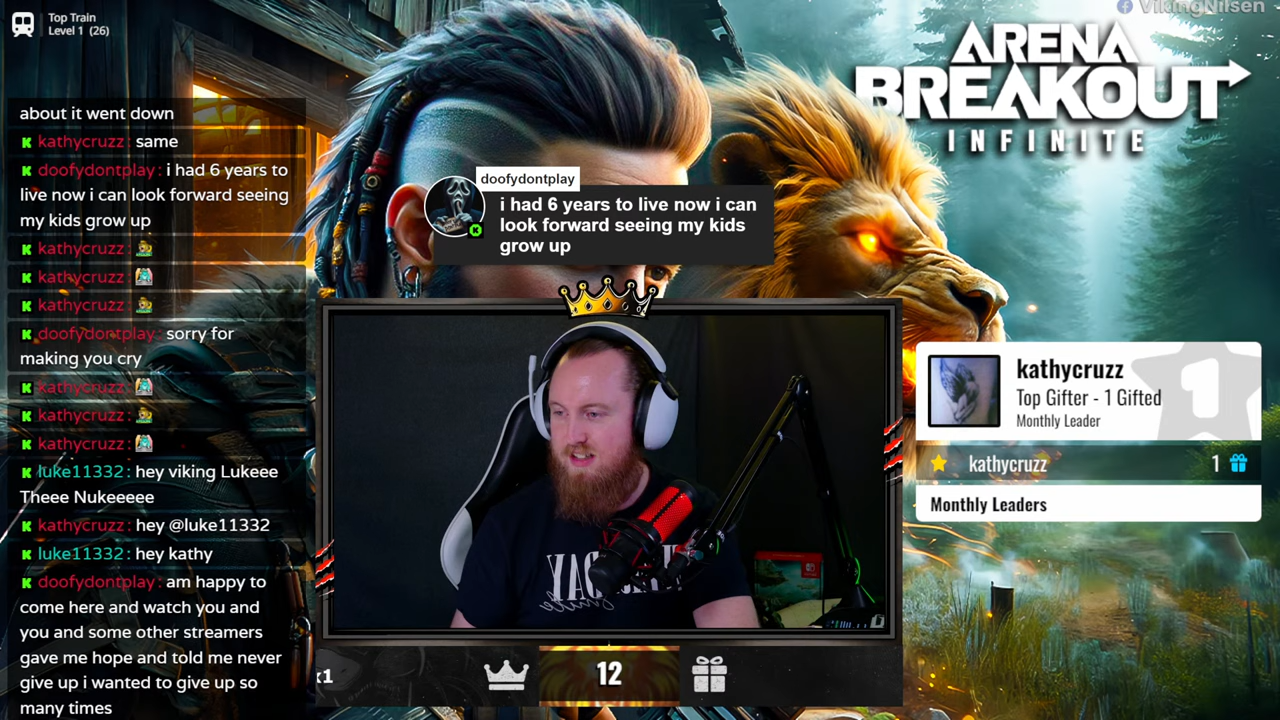 Top Train
Level 1 (26)
about it went down
kathycruzz: same
doofydontplay: i had 6 years to
live now i can look forward seeing
my kids grow up
kathycruzz:
kathycruzz:
kathycruzz:
doofydontplay: sorry for
making you cry
kathycruzz:
kathycruzz:
kathycruzz:
luke11332: hey viking Lukeee
Theee Nukeeeee
kathycruzz: hey @luke11332
luke11332: hey kathy
doofydontplay: am happy to
come here and watch you and
you and some other streamers
gave me hope and told me never
give up i wanted to give up so
many times
doofydontplay
i had 6 years to live now i can
look forward seeing my kids
grow up
x1
12
VikingNilsen
ARENA
BREAKOUT
INFINITE
kathycruzz
Top Gifter - 1 Gifted
Monthly Leader
1
kathycruzz
1
Monthly Leaders